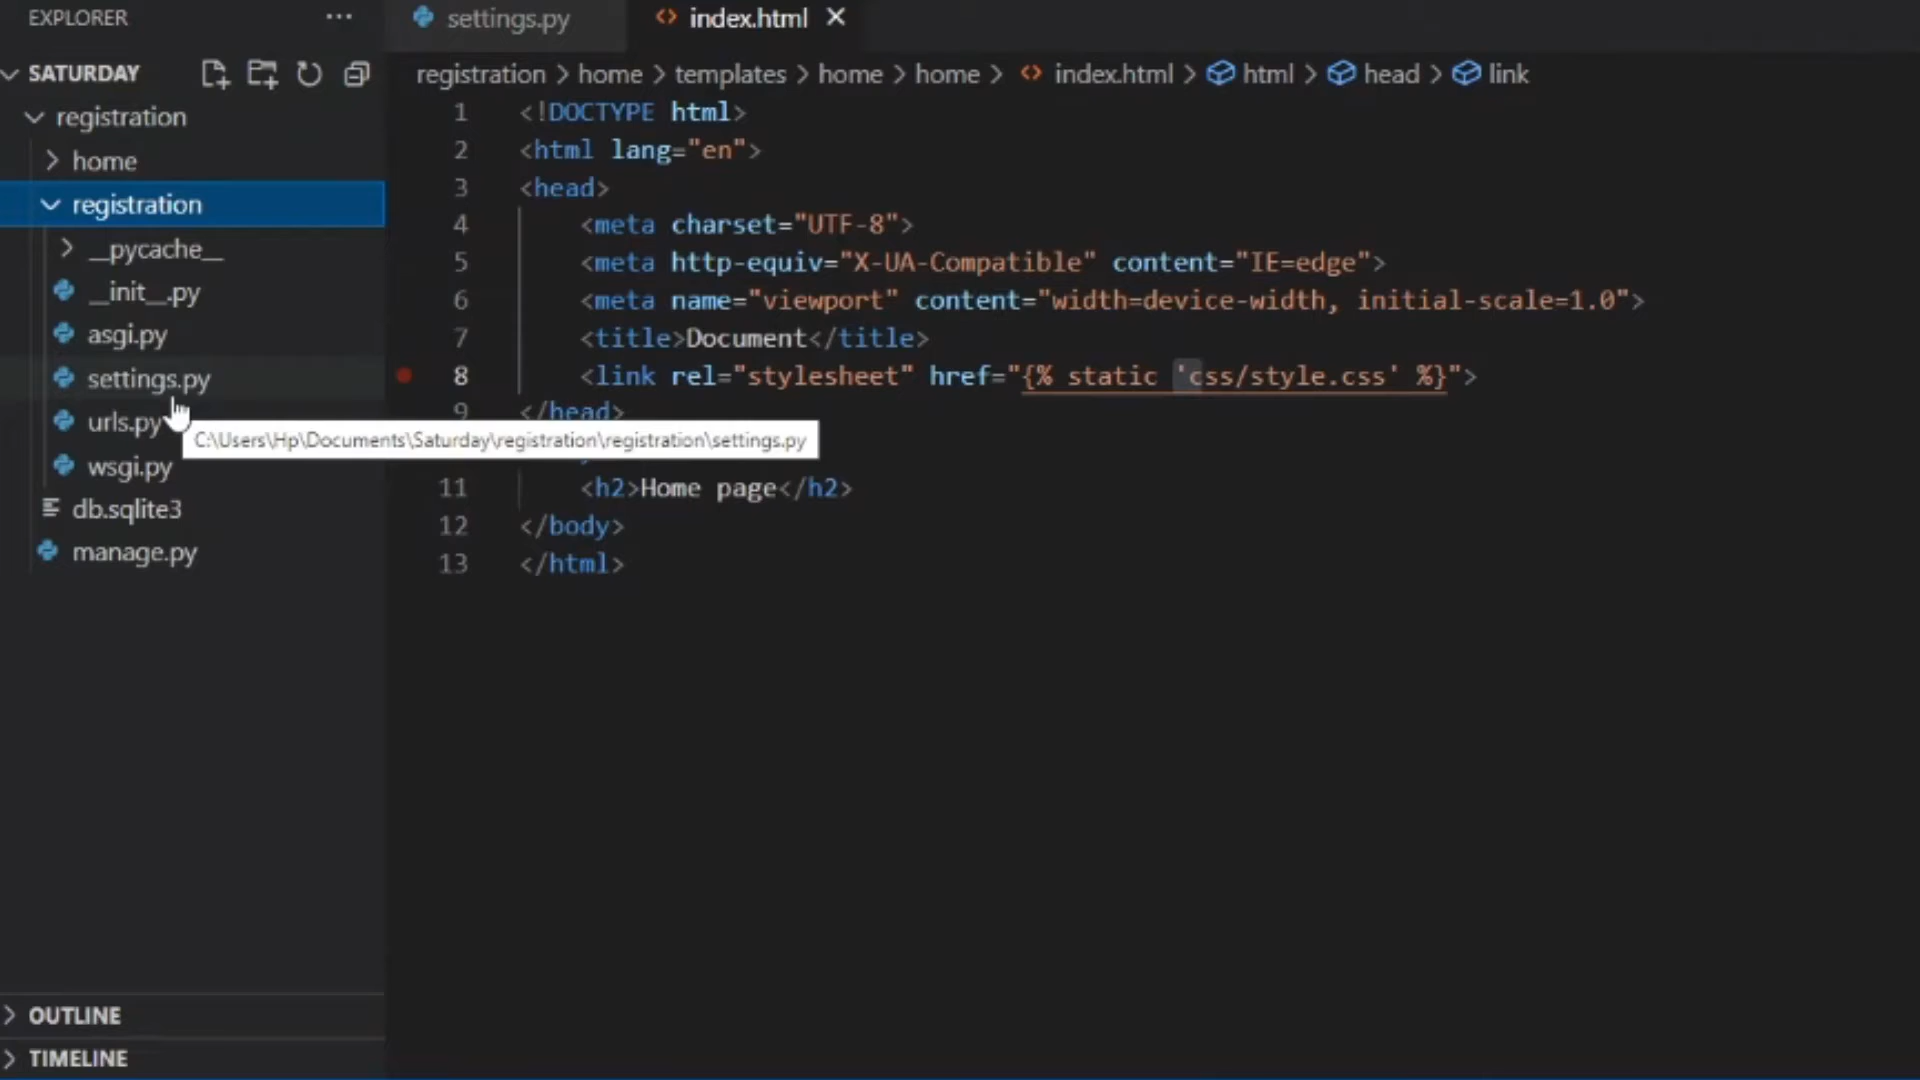 EXPLORER
SATURDAY
registration
home
registration
__pycache__
__init__.py
asgi.py
settings.py
urls.py
wsgi.py
db.sqlite3
manage.py
OUTLINE
TIMELINE
settings.py
index.html
registration > home > templates > home > home > index.html > html > head > link
1 <!DOCTYPE html>
2 <html lang="en">
3 <head>
4 <meta charset="UTF-8">
5 <meta http-equiv="X-UA-Compatible" content="IE=edge">
6 <meta name="viewport" content="width=device-width, initial-scale=1.0">
7 <title>Document</title>
8 <link rel="stylesheet" href="{% static 'css/style.css' %}">
9 </head>
C:\Users\Hp\Documents\Saturday\registration\registration\settings.py
11 <h2>Home page</h2>
12 </body>
13 </html>